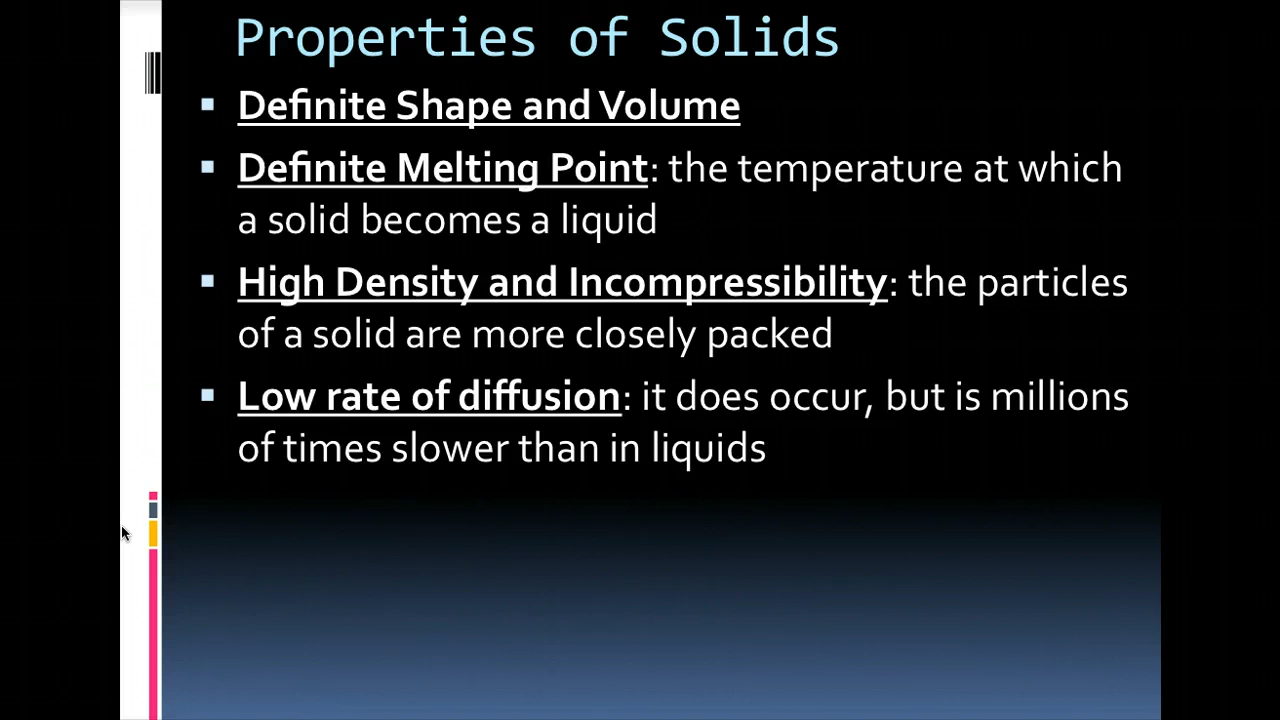 Properties of Solids
Definite Shape and Volume
Definite Melting Point: the temperature at which
a solid becomes a liquid
High Density and Incompressibility: the particles
of a solid are more closely packed
Low rate of diffusion: it does occur, but is millions
of times slower than in liquids